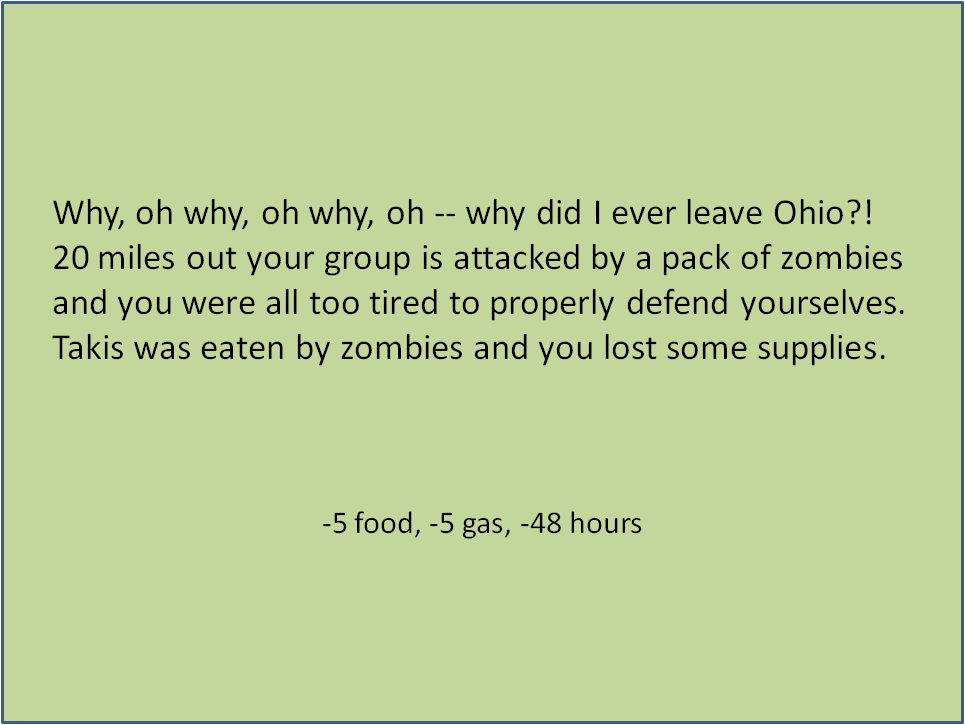 Why, oh why, oh why, oh -- why did I ever leave Ohio?!
20 miles out your group is attacked by a pack of zombies
and you were all too tired to properly defend yourselves.
Takis was eaten by zombies and you lost some supplies.
-5 food, -5 gas, -48 hours